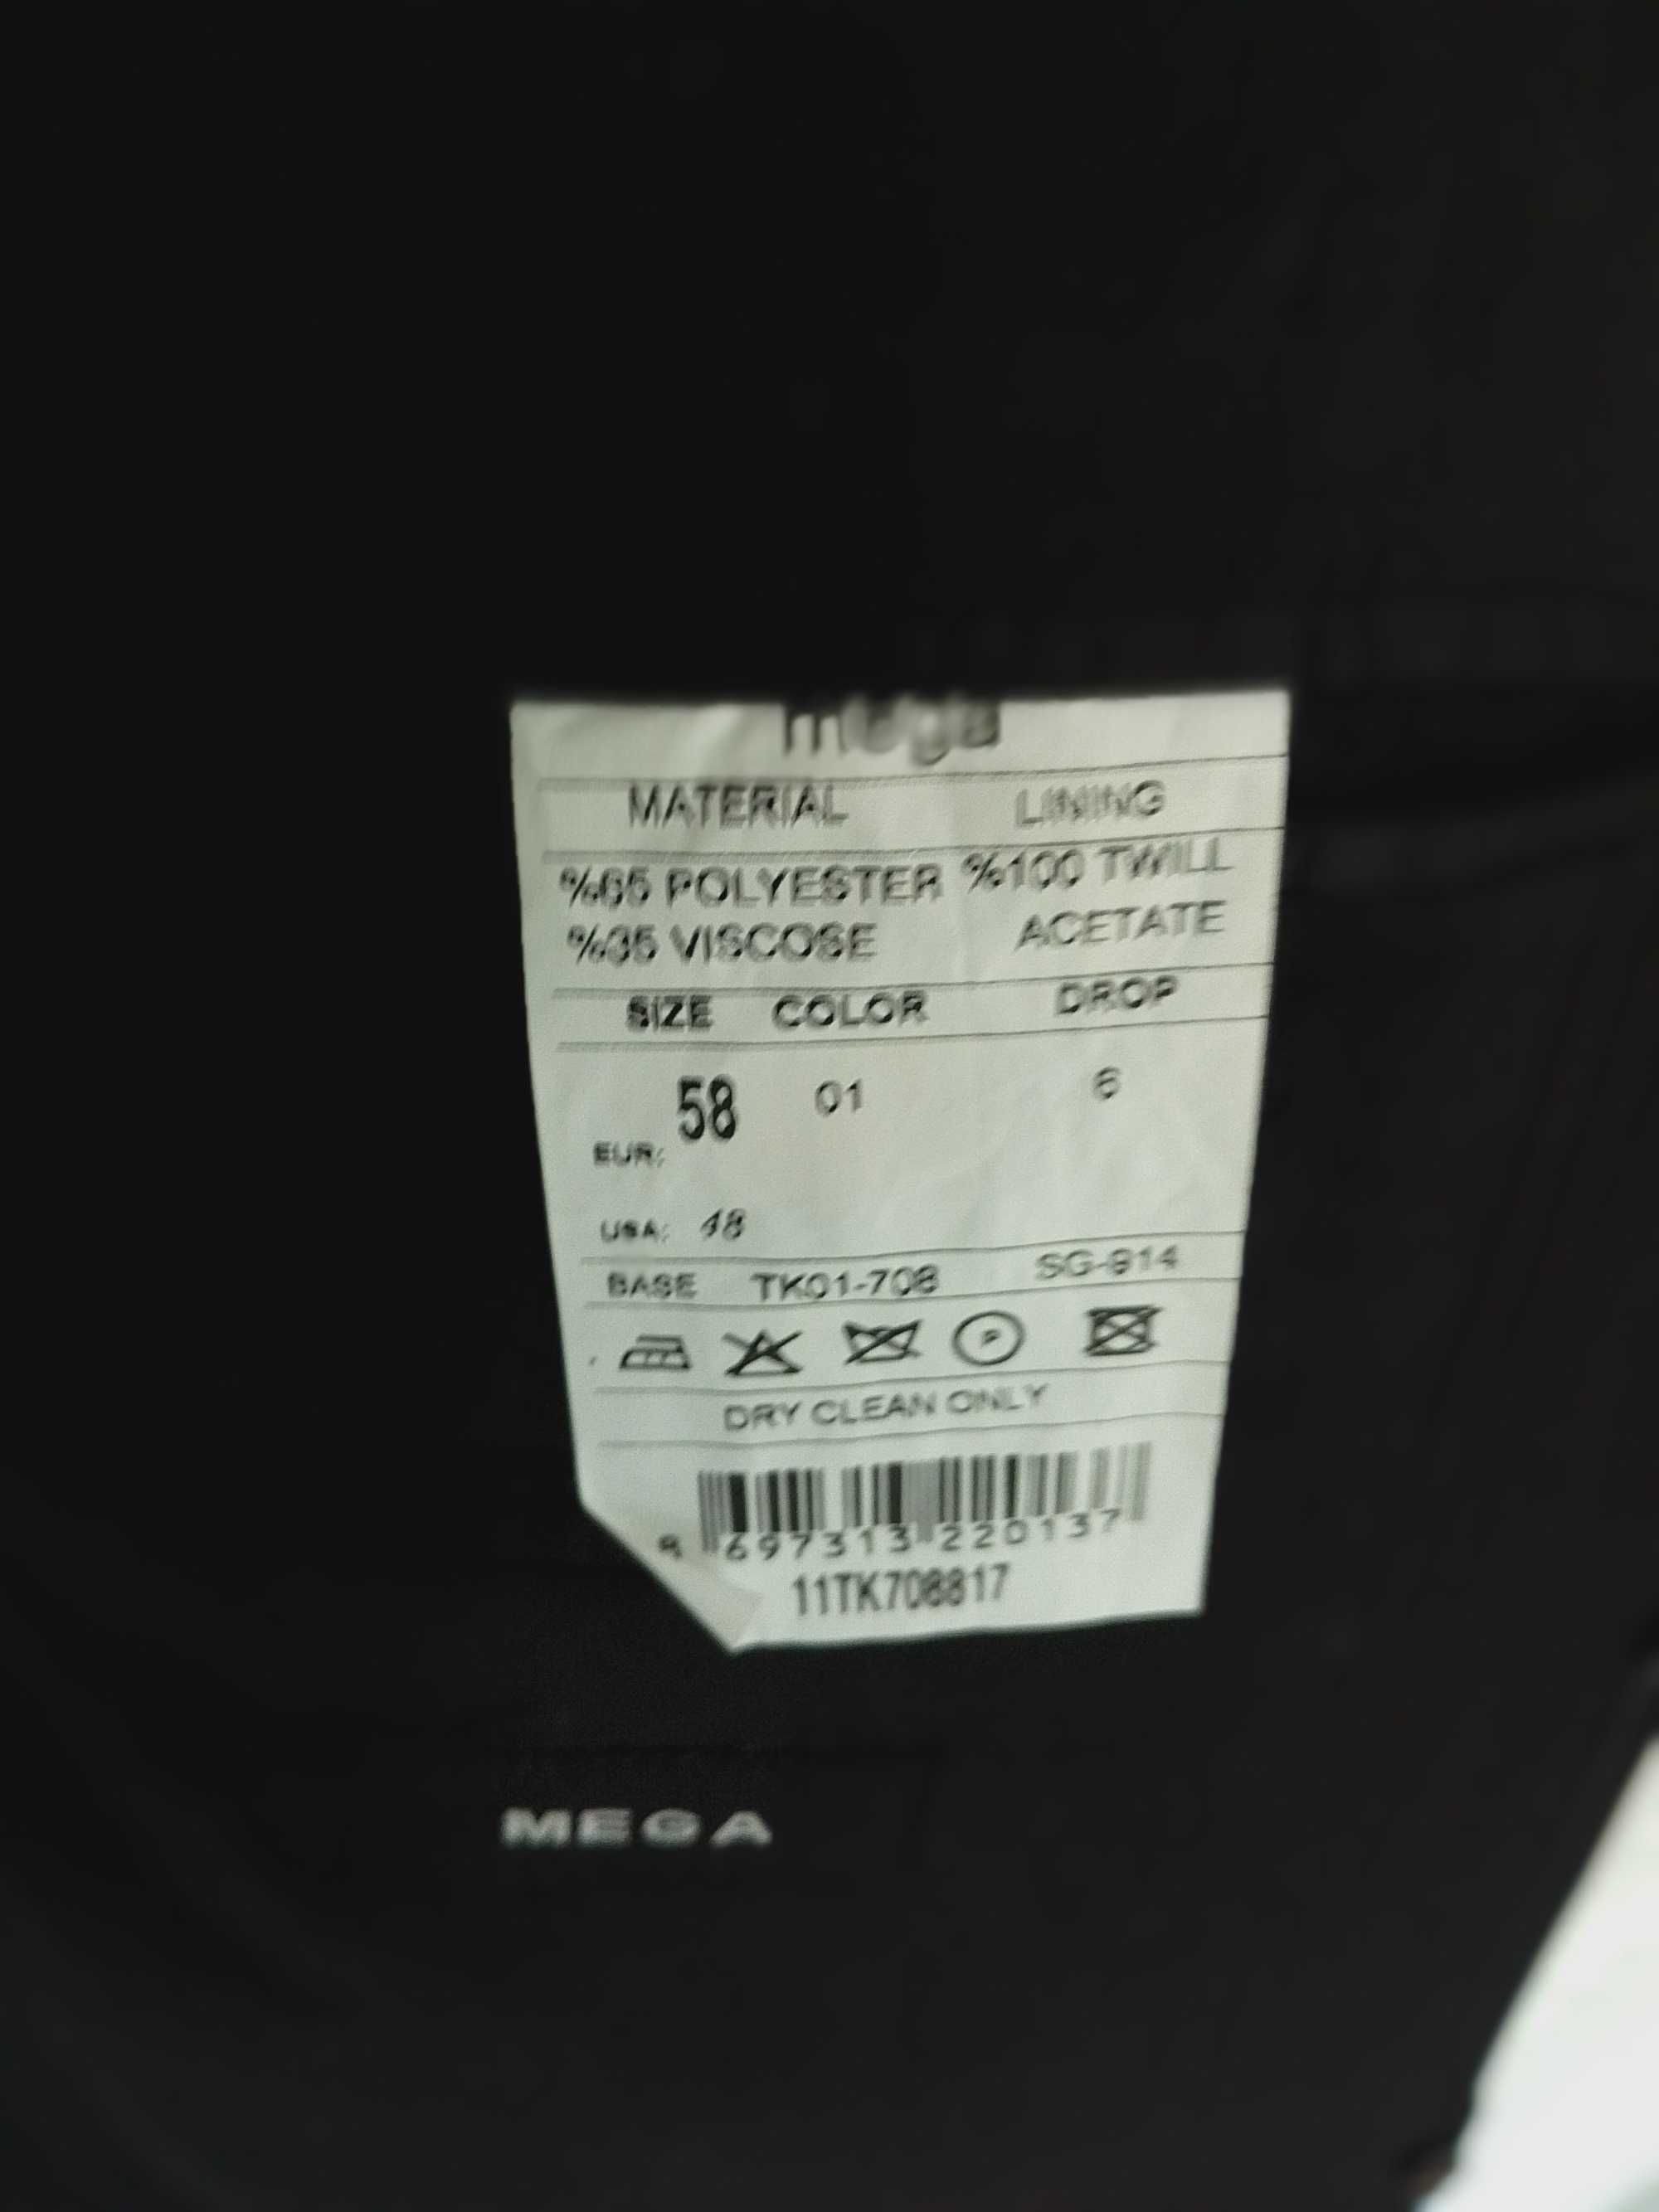 mega
MATERIAL LINING
%65 POLYESTER %100 TWILL
%35 VISCOSE ACETATE
SIZE COLOR DROP
EUR: 58 01 6
USA: 48
BASE TK01-708 SG-914
P
DRY CLEAN ONLY
8 697313 220137
11TK708817
MEGA